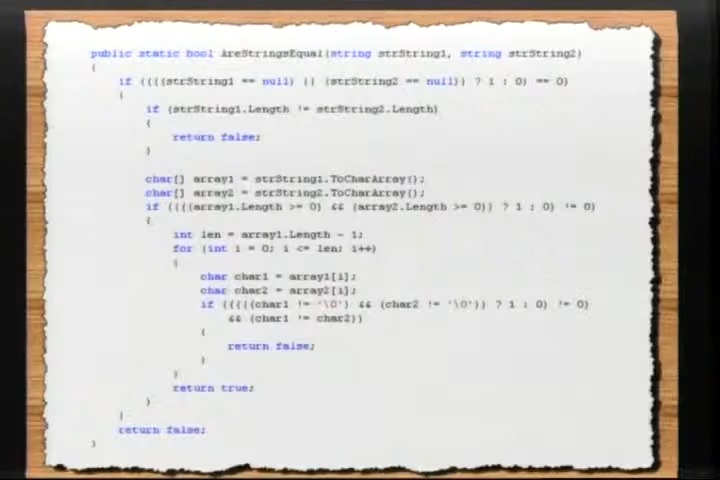 public static bool AreStringsEqual(string strString1, string strString2)
{
if ((((strString1 == null) || (strString2 == null)) ? 1 : 0) == 0)
{
if (strString1.Length != strString2.Length)
{
return false;
}
char[] array1 = strString1.ToCharArray();
char[] array2 = strString2.ToCharArray();
if ((((array1.Length >= 0) && (array2.Length >= 0)) ? 1 : 0) != 0)
{
int len = array1.Length - 1;
for (int i = 0; i <= len; i++)
{
char char1 = array1[i];
char char2 = array2[i];
if (((((char1 != '\0') && (char2 != '\0')) ? 1 : 0) != 0)
&& (char1 != char2))
{
return false;
}
}
return true;
}
}
return false;
}